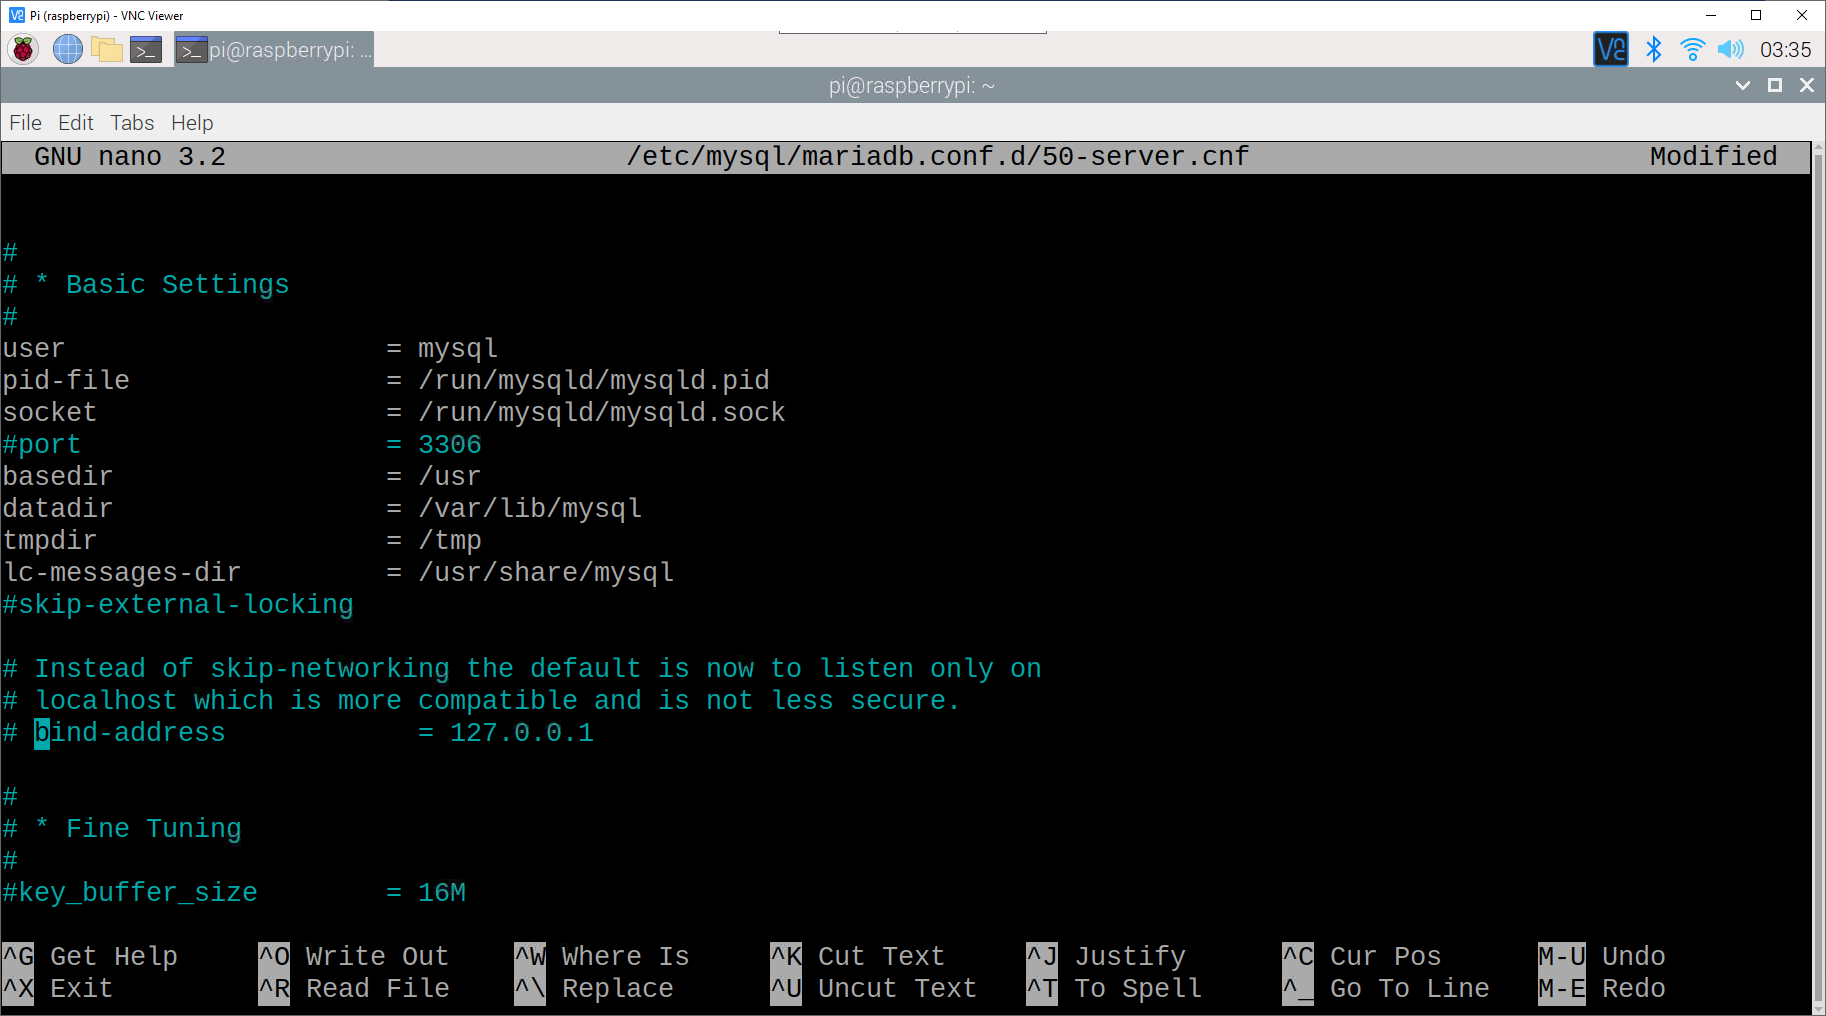 Pi (raspberrypi) - VNC Viewer
pi@raspberrypi: ...
03:35
pi@raspberrypi: ~
File Edit Tabs Help
GNU nano 3.2 /etc/mysql/mariadb.conf.d/50-server.cnf Modified
#
# * Basic Settings
#
user = mysql
pid-file = /run/mysqld/mysqld.pid
socket = /run/mysqld/mysqld.sock
#port = 3306
basedir = /usr
datadir = /var/lib/mysql
tmpdir = /tmp
lc-messages-dir = /usr/share/mysql
#skip-external-locking
# Instead of skip-networking the default is now to listen only on
# localhost which is more compatible and is not less secure.
# bind-address = 127.0.0.1
#
# * Fine Tuning
#
#key_buffer_size = 16M
^G Get Help ^O Write Out ^W Where Is ^K Cut Text ^J Justify ^C Cur Pos M-U Undo
^X Exit ^R Read File ^\ Replace ^U Uncut Text ^T To Spell ^_ Go To Line M-E Redo